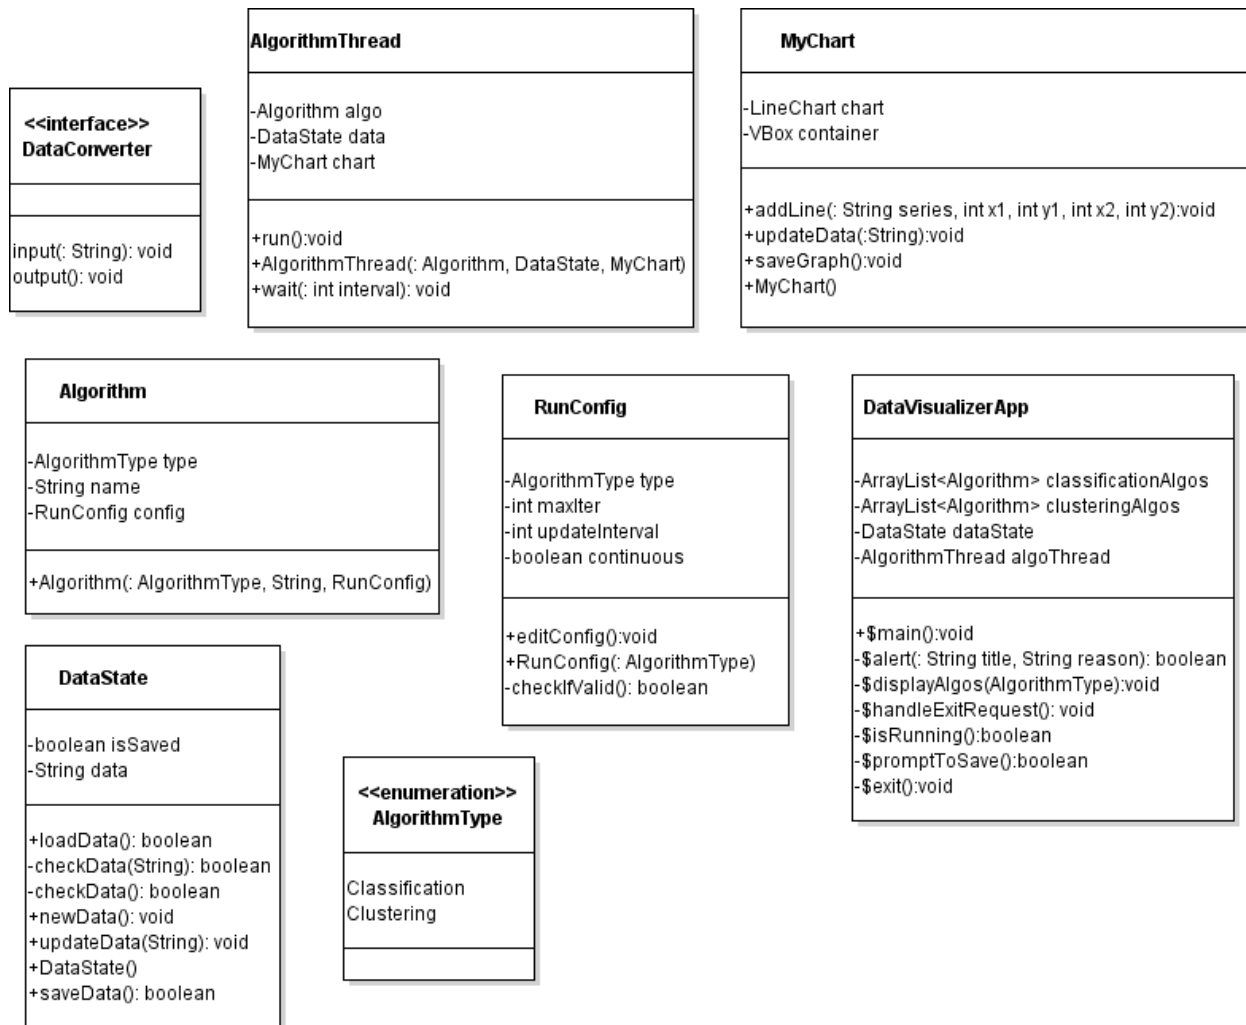 <<interface>>
DataConverter
input(: String): void
output(): void
AlgorithmThread
-Algorithm algo
-DataState data
-MyChart chart
+run():void
+AlgorithmThread(: Algorithm, DataState, MyChart)
+wait(: int interval): void
MyChart
-LineChart chart
-VBox container
+addLine(: String series, int x1, int y1, int x2, int y2):void
+updateData(:String):void
+saveGraph():void
+MyChart()
Algorithm
-AlgorithmType type
-String name
-RunConfig config
+Algorithm(: AlgorithmType, String, RunConfig)
RunConfig
-AlgorithmType type
-int maxIter
-int updateInterval
-boolean continuous
+editConfig():void
+RunConfig(: AlgorithmType)
-checkIfValid(): boolean
DataVisualizerApp
-ArrayList<Algorithm> classificationAlgos
-ArrayList<Algorithm> clusteringAlgos
-DataState dataState
-AlgorithmThread algoThread
+$main():void
-$alert(: String title, String reason): boolean
-$displayAlgos(AlgorithmType):void
-$handleExitRequest(): void
-$isRunning():boolean
-$promptToSave():boolean
-$exit():void
DataState
-boolean isSaved
-String data
+loadData(): boolean
-checkData(String): boolean
-checkData(): boolean
+newData(): void
+updateData(String): void
+DataState()
+saveData(): boolean
<<enumeration>>
AlgorithmType
Classification
Clustering